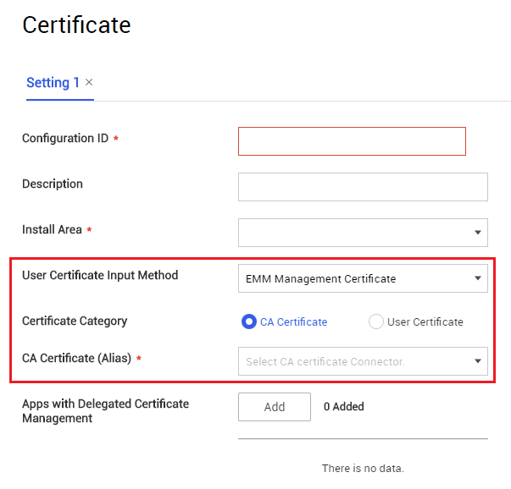 Certificate
Setting 1 ×
Configuration ID *
Description
Install Area *
User Certificate Input Method EMM Management Certificate
Certificate Category CA Certificate User Certificate
CA Certificate (Alias) * Select CA certificate Connector.
Apps with Delegated Certificate
Management
Add 0 Added
There is no data.